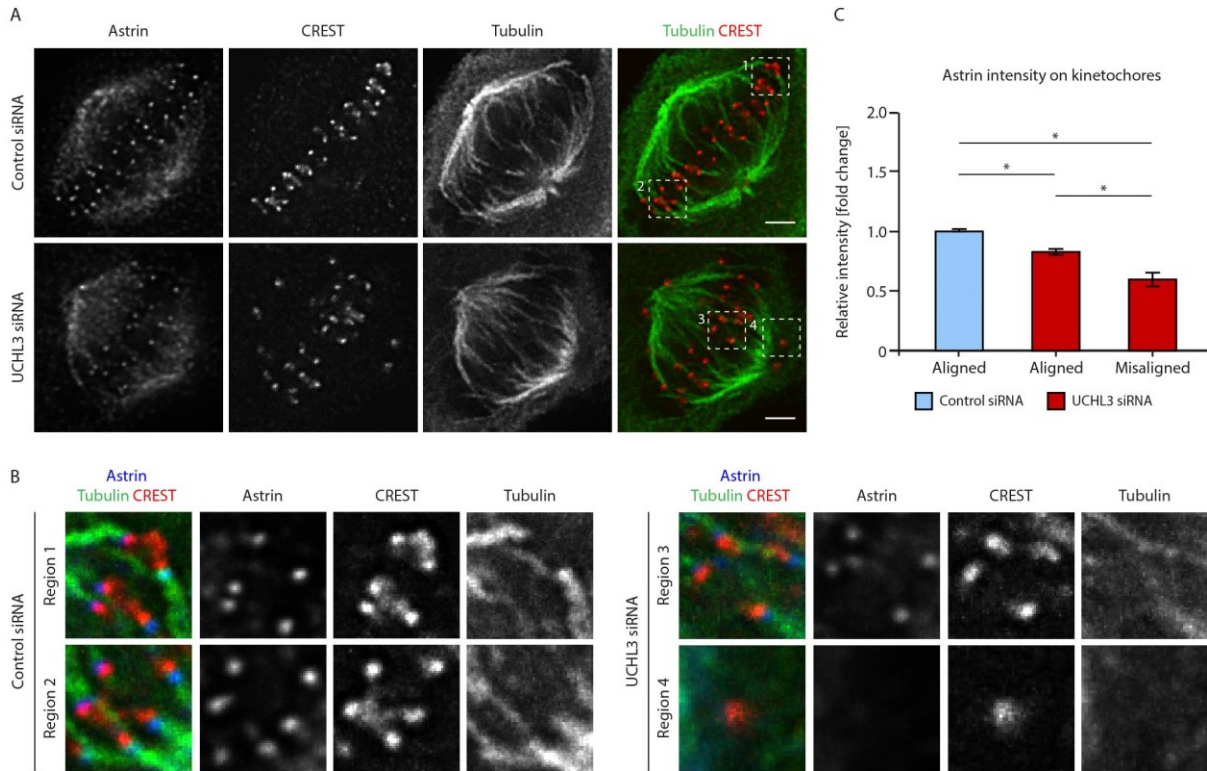 A
Astrin CREST Tubulin Tubulin CREST
Control siRNA
1
2
UCHL3 siRNA
3
4
C
Astrin intensity on kinetochores
Relative intensity [fold change]
2.0
1.5
1.0
0.5
0
*
*
*
Aligned Aligned Misaligned
Control siRNA UCHL3 siRNA
B
Astrin
Tubulin CREST Astrin CREST Tubulin
Control siRNA
Region 1
Region 2
Astrin
Tubulin CREST Astrin CREST Tubulin
UCHL3 siRNA
Region 3
Region 4